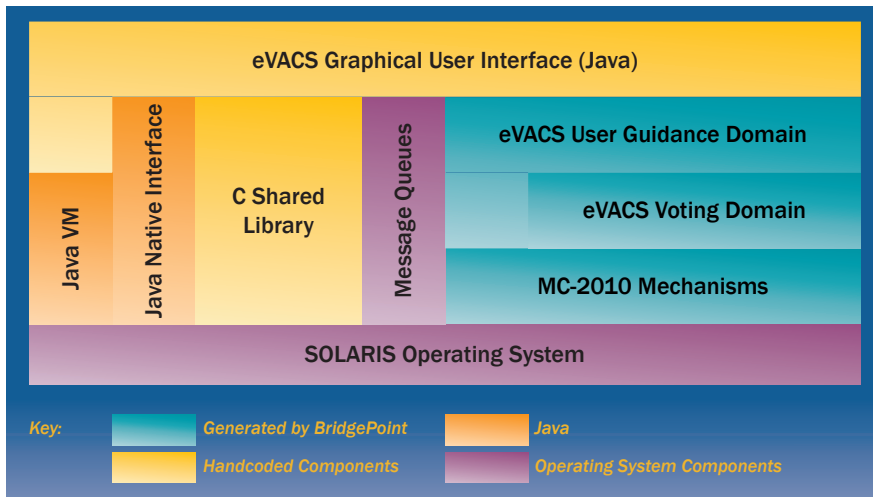 eVACS Graphical User Interface (Java)
Java VM
Java Native Interface
C Shared
Library
Message Queues
eVACS User Guidance Domain
eVACS Voting Domain
MC-2010 Mechanisms
SOLARIS Operating System
Key:
Generated by BridgePoint
Java
Handcoded Components
Operating System Components